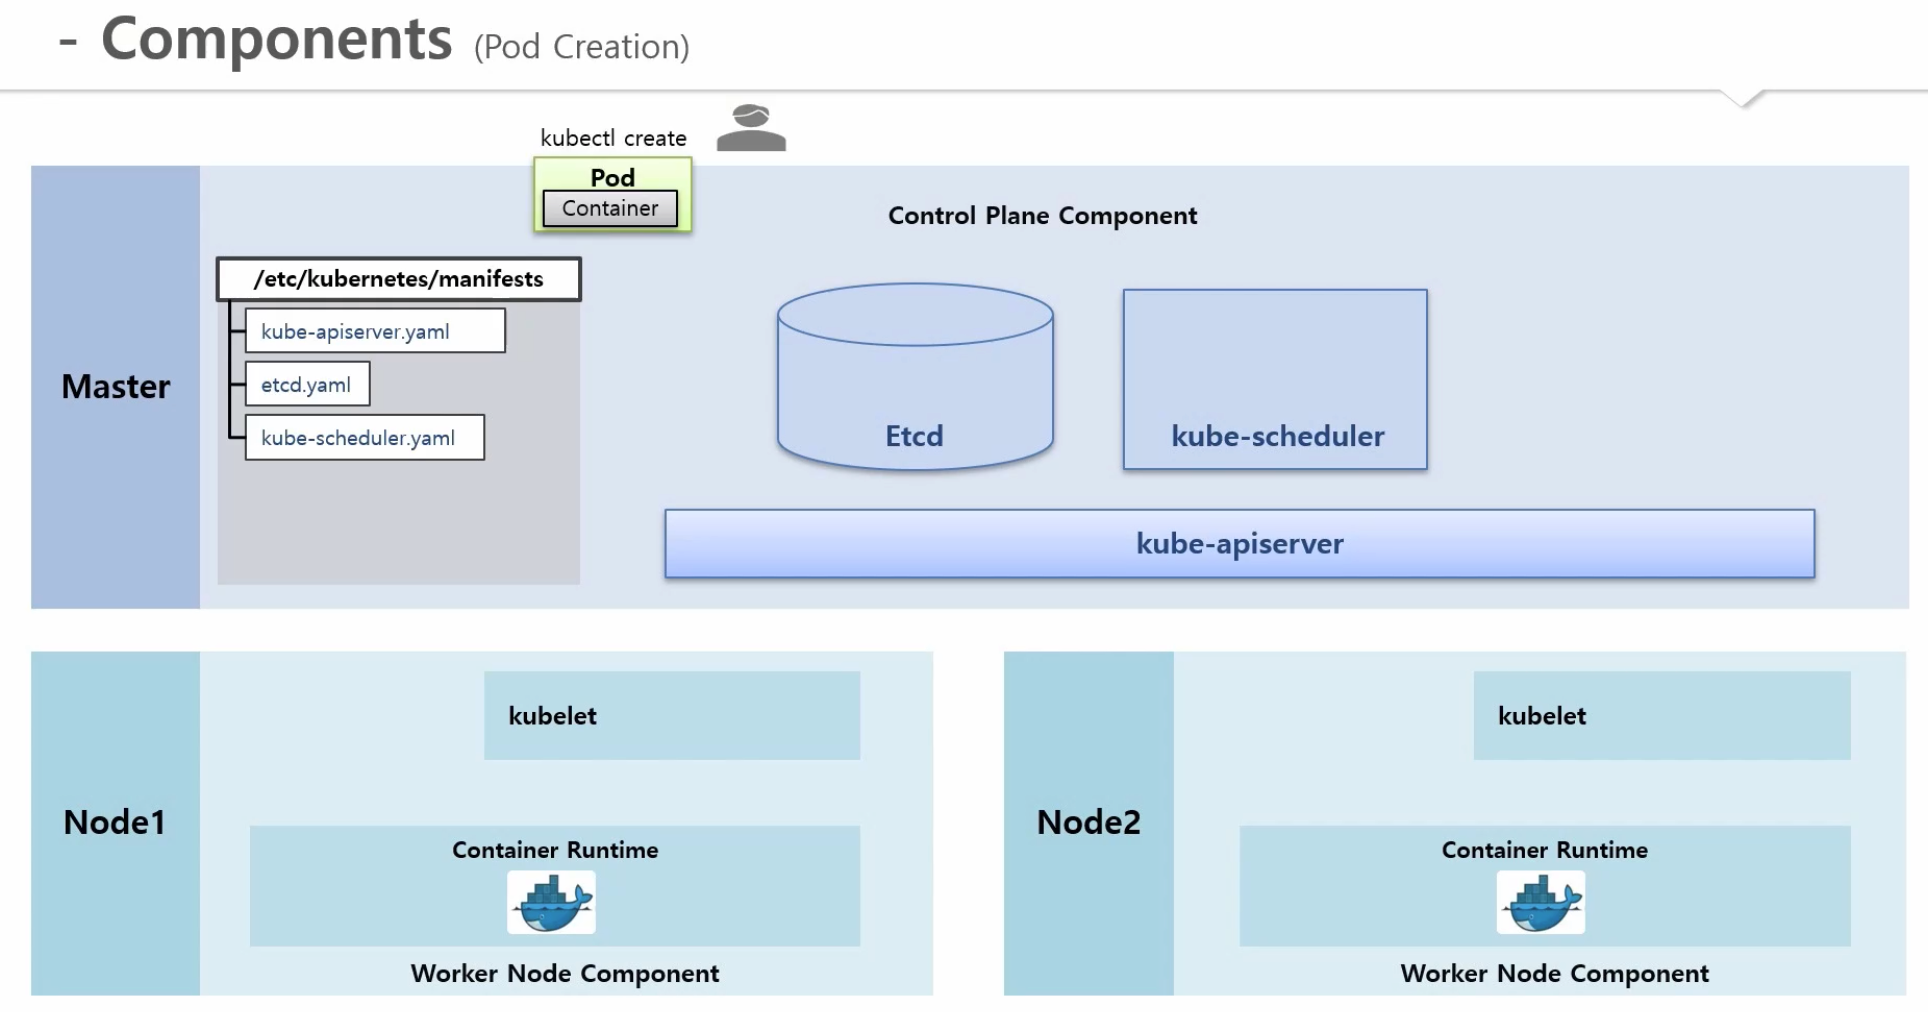 - Components (Pod Creation)
kubectl create
Pod
Container
Control Plane Component
Master
/etc/kubernetes/manifests
kube-apiserver.yaml
etcd.yaml
kube-scheduler.yaml
Etcd
kube-scheduler
kube-apiserver
Node1
kubelet
Container Runtime
Worker Node Component
Node2
kubelet
Container Runtime
Worker Node Component